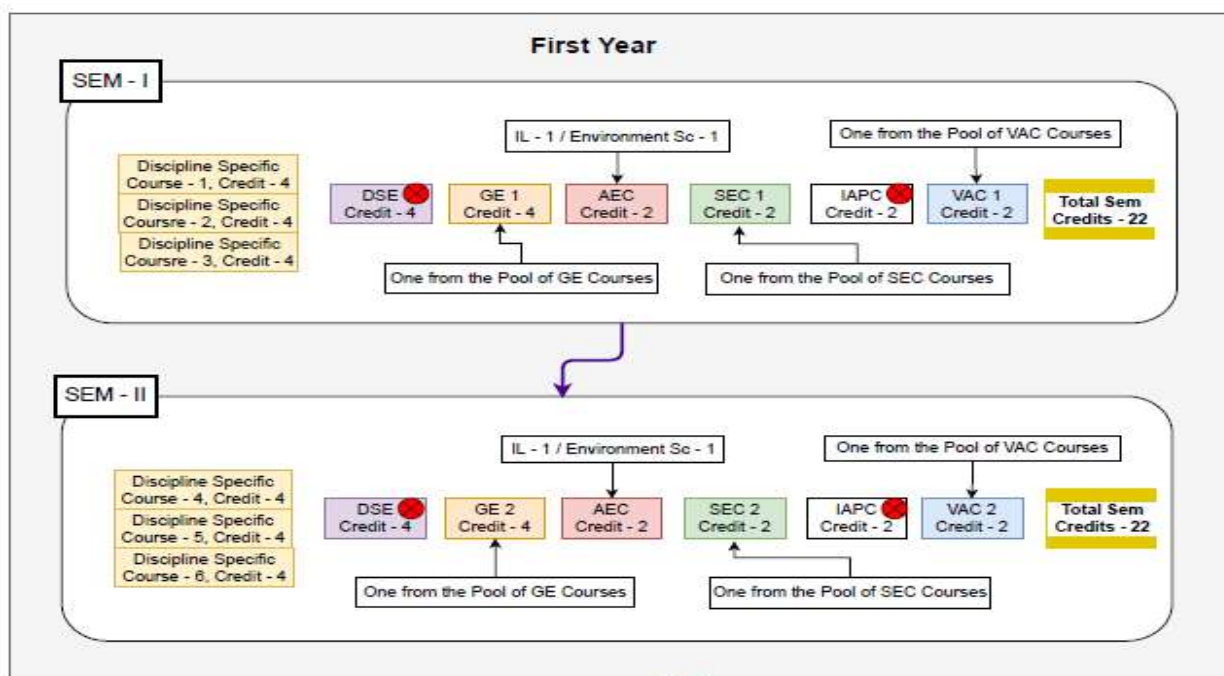 First Year
SEM - I
IL - 1 / Environment Sc - 1
One from the Pool of VAC Courses
Discipline Specific
Course - 1, Credit - 4
Discipline Specific
Coursre - 2, Credit - 4
Discipline Specific
Coursre - 3, Credit - 4
DSE
Credit - 4
GE 1
Credit - 4
AEC
Credit - 2
SEC 1
Credit - 2
IAPC
Credit - 2
VAC 1
Credit - 2
Total Sem
Credits - 22
One from the Pool of GE Courses
One from the Pool of SEC Courses
SEM - II
IL - 1 / Environment Sc - 1
One from the Pool of VAC Courses
Discipline Specific
Course - 4, Credit - 4
Discipline Specific
Course - 5, Credit - 4
Discipline Specific
Course - 6, Credit - 4
DSE
Credit - 4
GE 2
Credit - 4
AEC
Credit - 2
SEC 2
Credit - 2
IAPC
Credit - 2
VAC 2
Credit - 2
Total Sem
Credits - 22
One from the Pool of GE Courses
One from the Pool of SEC Courses